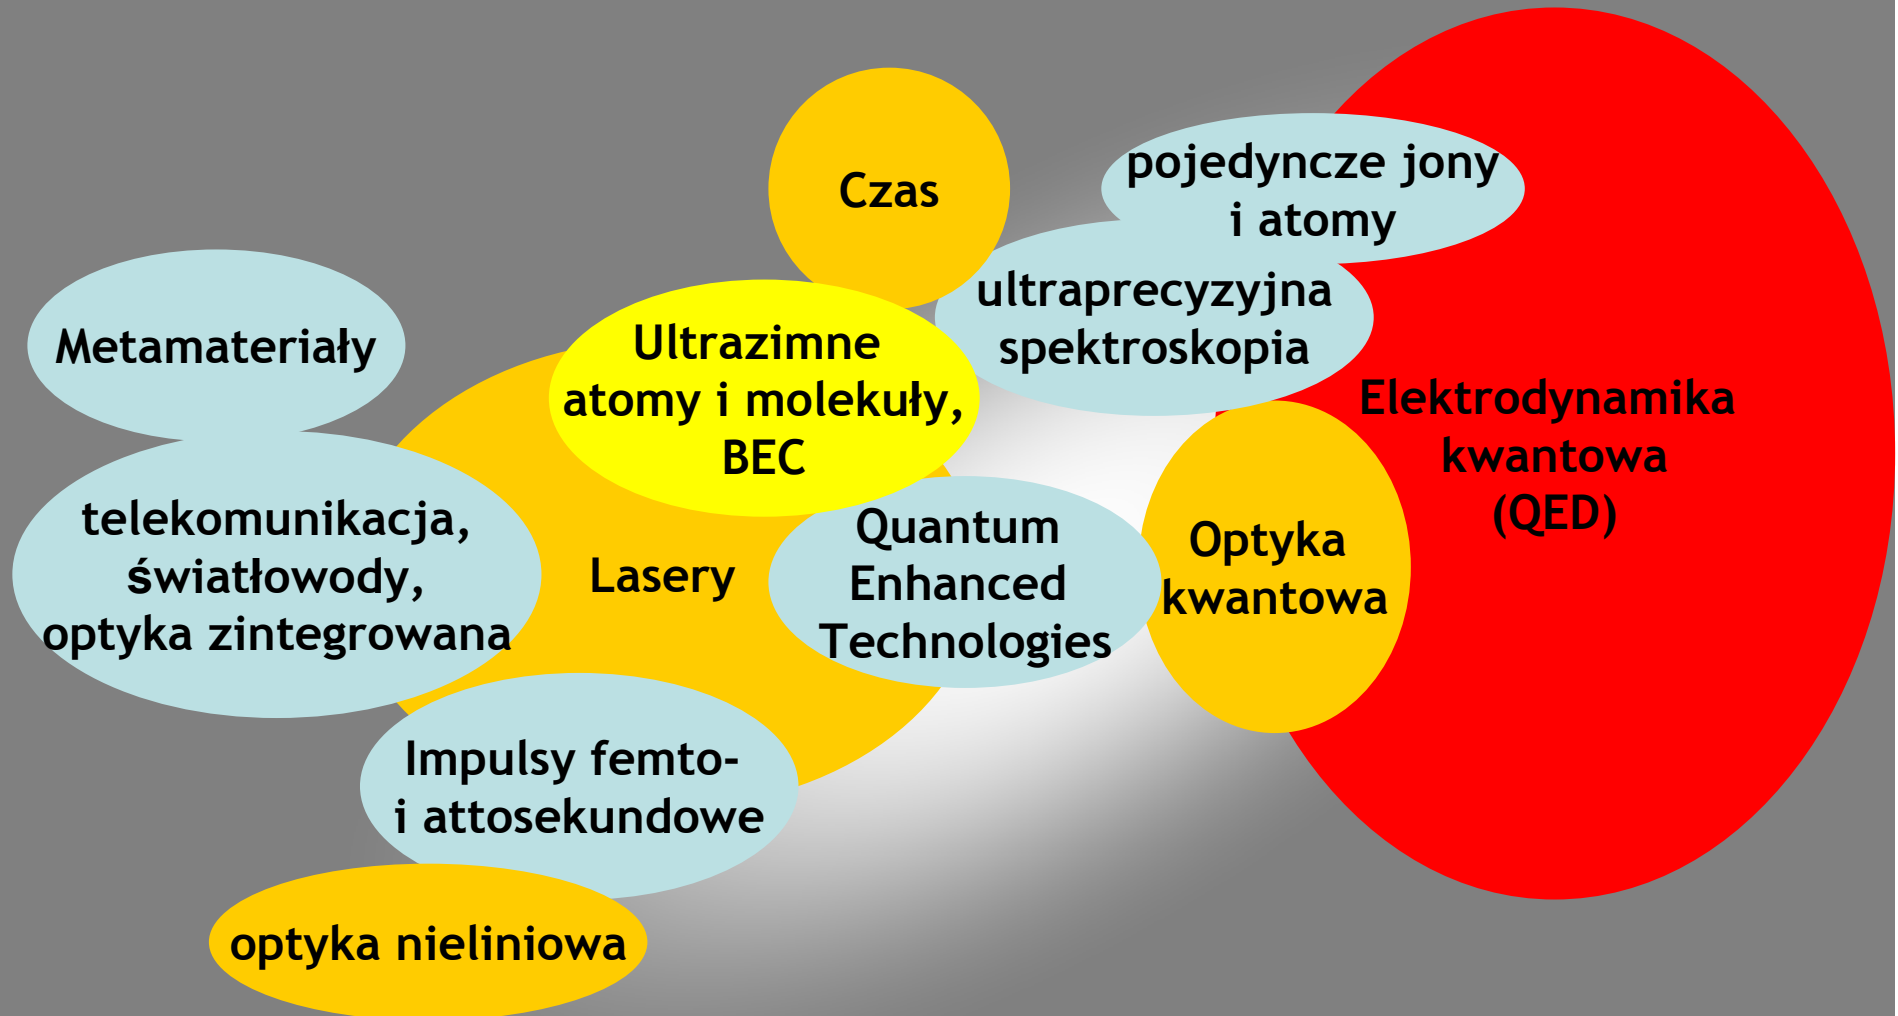 Czas
pojedyncze jony
i atomy
ultraprecyzyjna
spektroskopia
Metamateriały
Ultrazimne
atomy i molekuły,
BEC
Elektrodynamika
kwantowa
(QED)
telekomunikacja,
światłowody,
optyka zintegrowana
Lasery
Quantum
Enhanced
Technologies
Optyka
kwantowa
Impulsy femto-
i attosekundowe
optyka nieliniowa